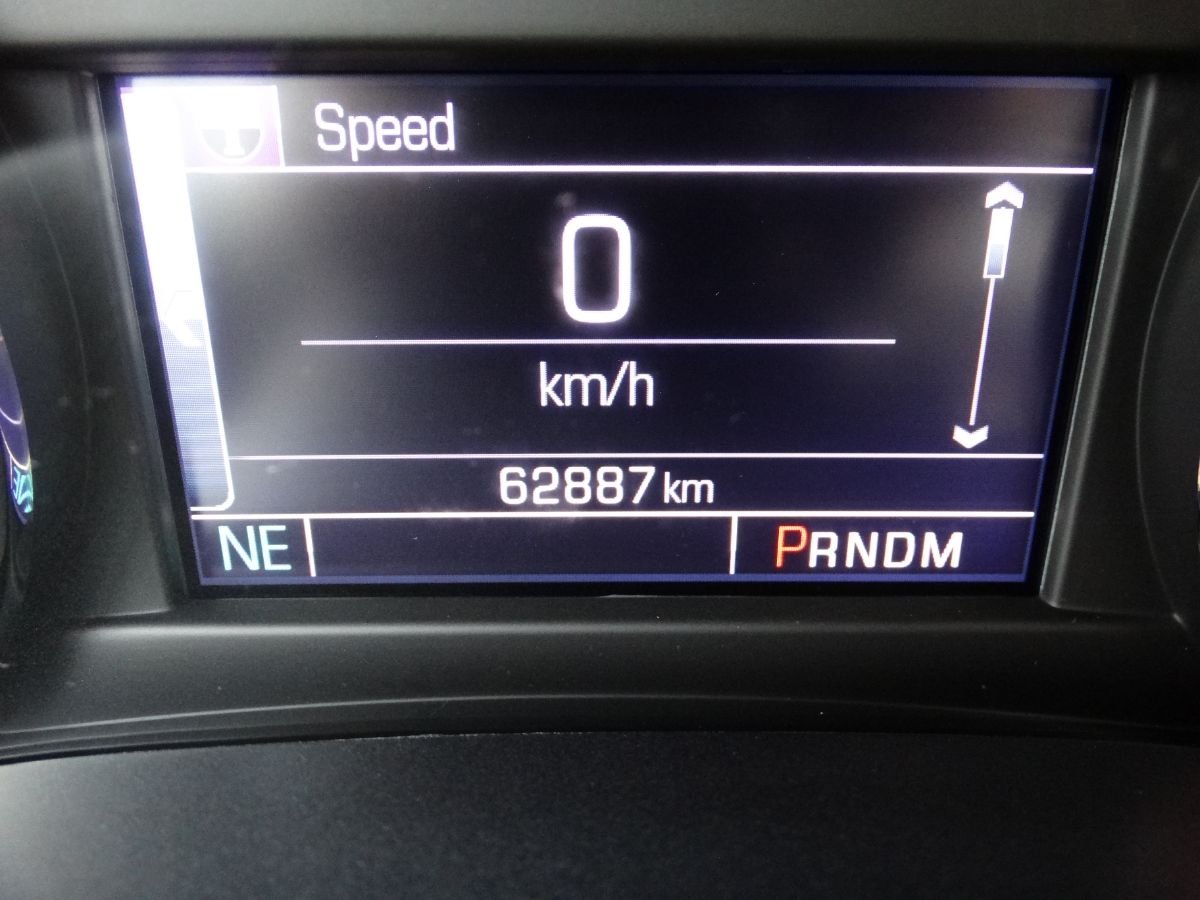 Speed
0
km/h
62887 km
NE PRNDM